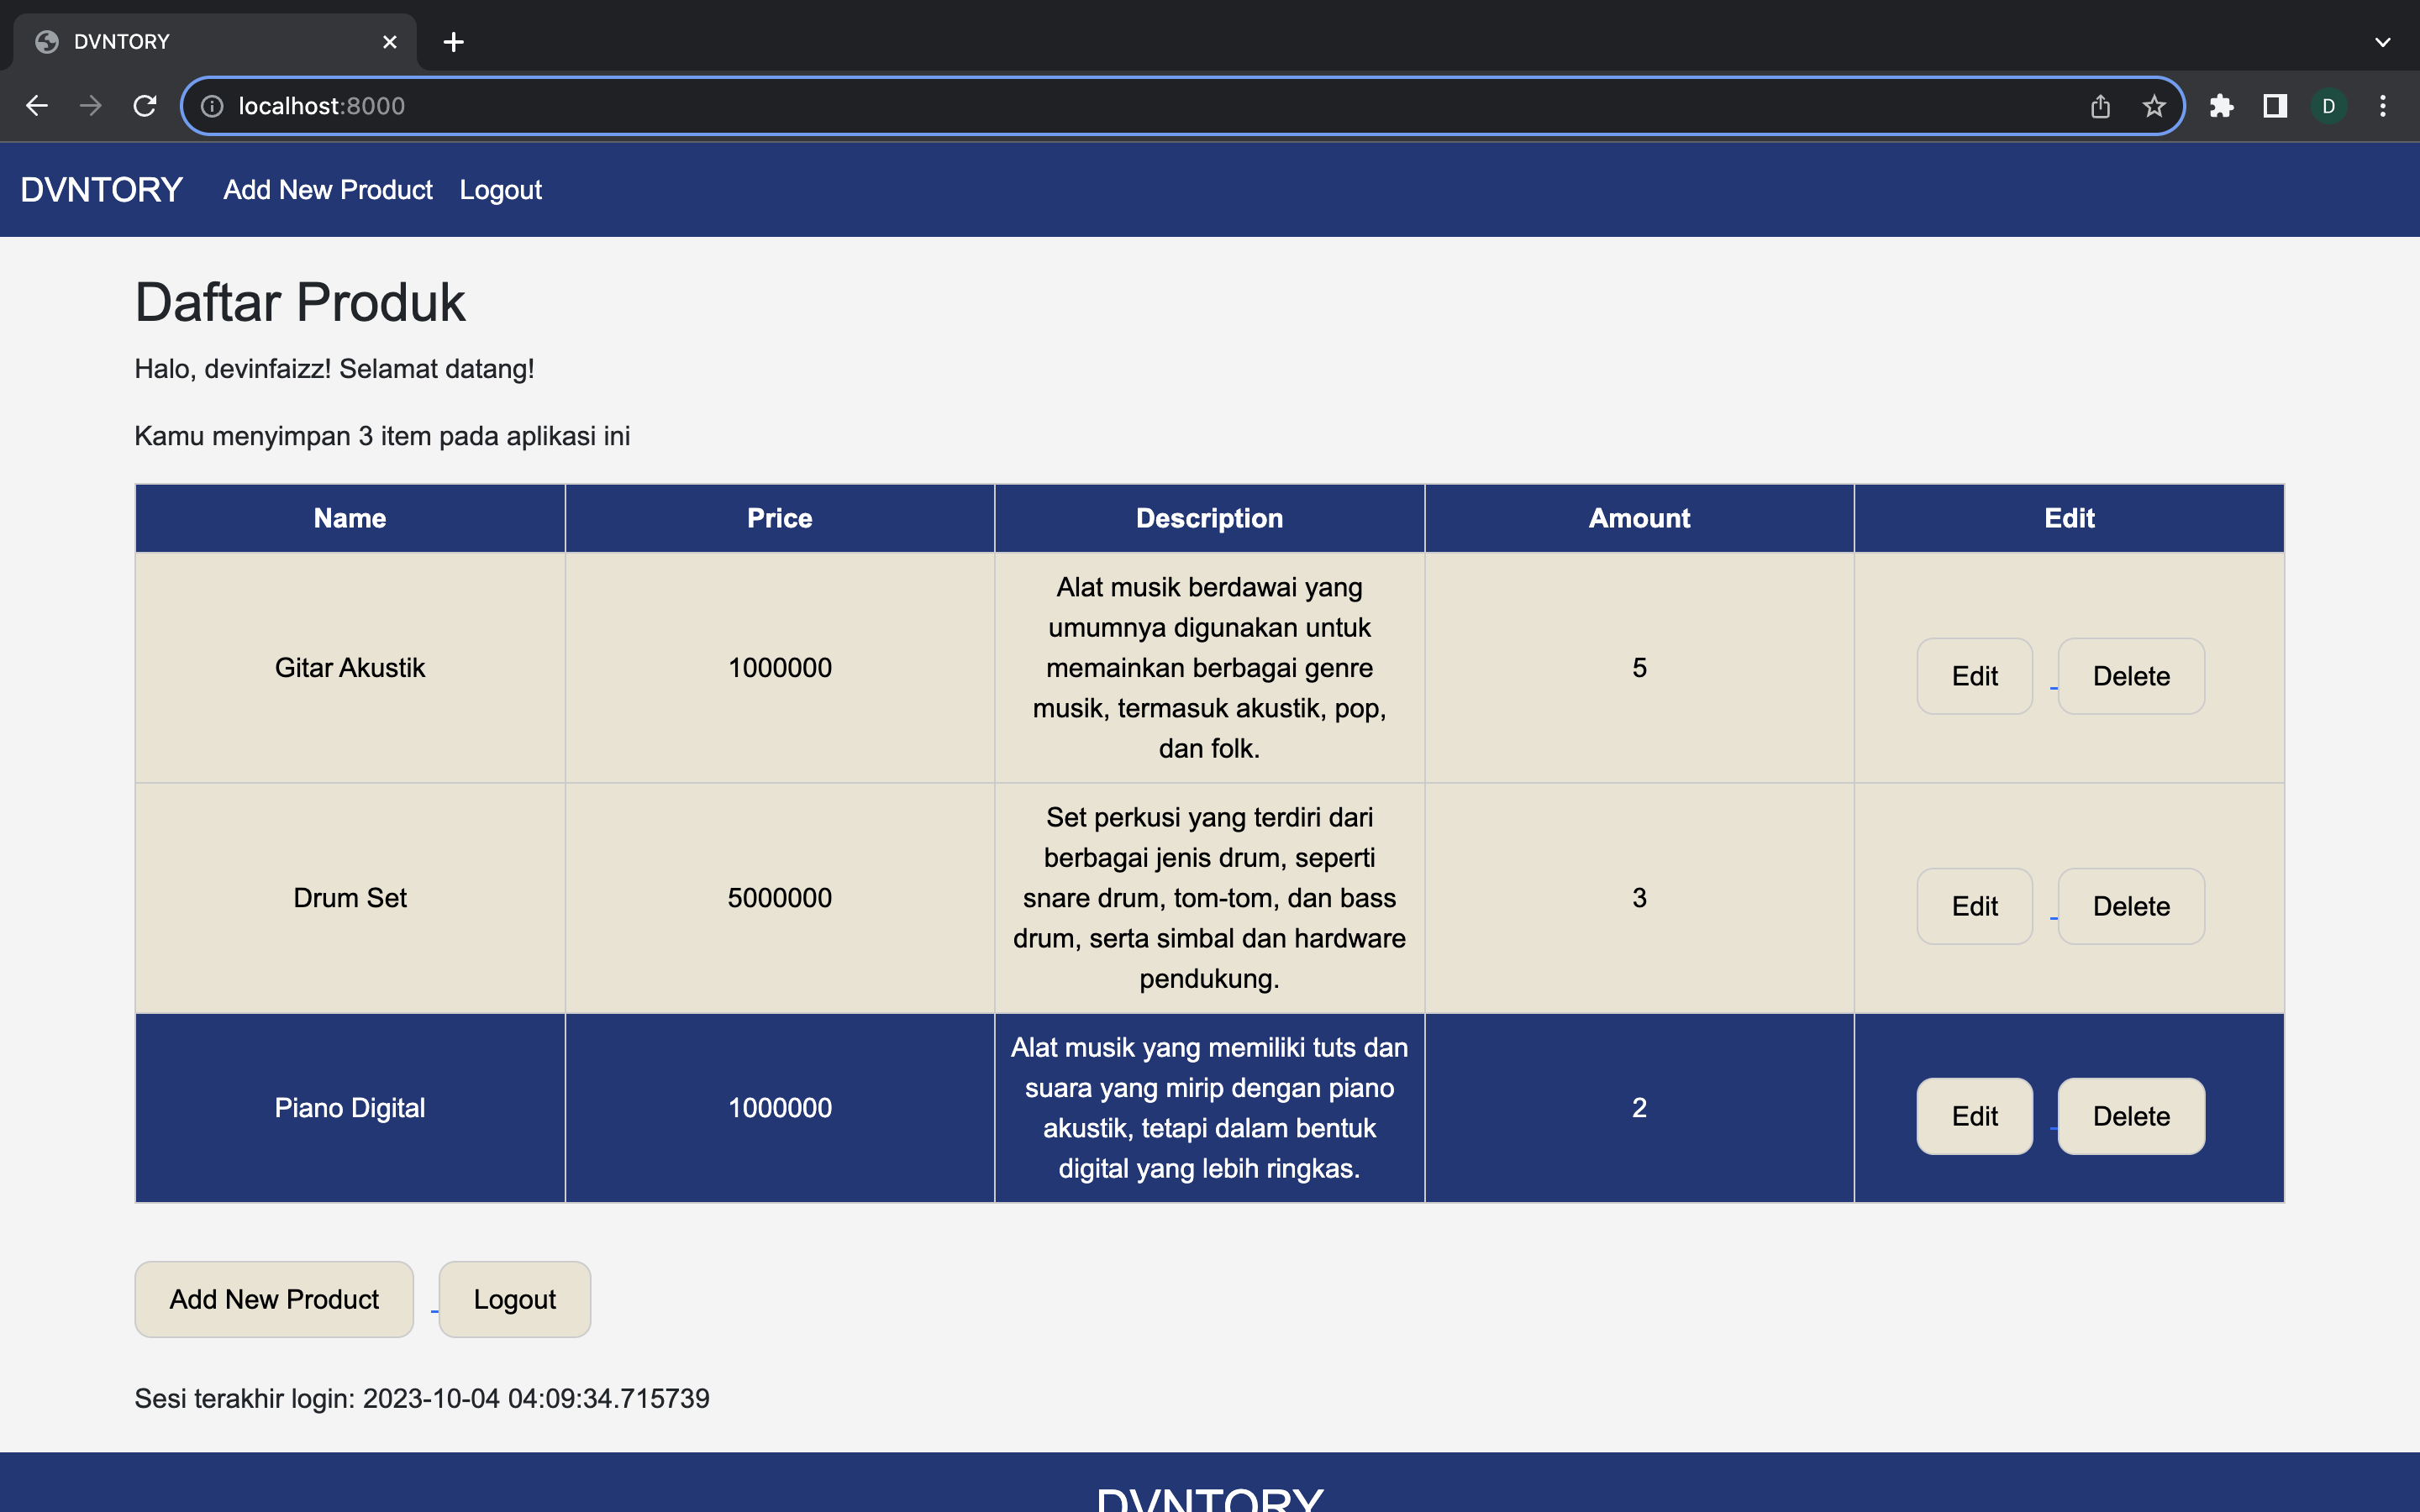 DVNTORY
localhost:8000
D
DVNTORY Add New Product Logout
Daftar Produk
Halo, devinfaizz! Selamat datang!
Kamu menyimpan 3 item pada aplikasi ini
Name Price Description Amount Edit
Gitar Akustik 1000000
Alat musik berdawai yang
umumnya digunakan untuk
memainkan berbagai genre
musik, termasuk akustik, pop,
dan folk.
5 Edit Delete
Drum Set 5000000
Set perkusi yang terdiri dari
berbagai jenis drum, seperti
snare drum, tom-tom, dan bass
drum, serta simbal dan hardware
pendukung.
3 Edit Delete
Piano Digital 1000000
Alat musik yang memiliki tuts dan
suara yang mirip dengan piano
akustik, tetapi dalam bentuk
digital yang lebih ringkas.
2 Edit Delete
Add New Product Logout
Sesi terakhir login: 2023-10-04 04:09:34.715739
DVNTORY